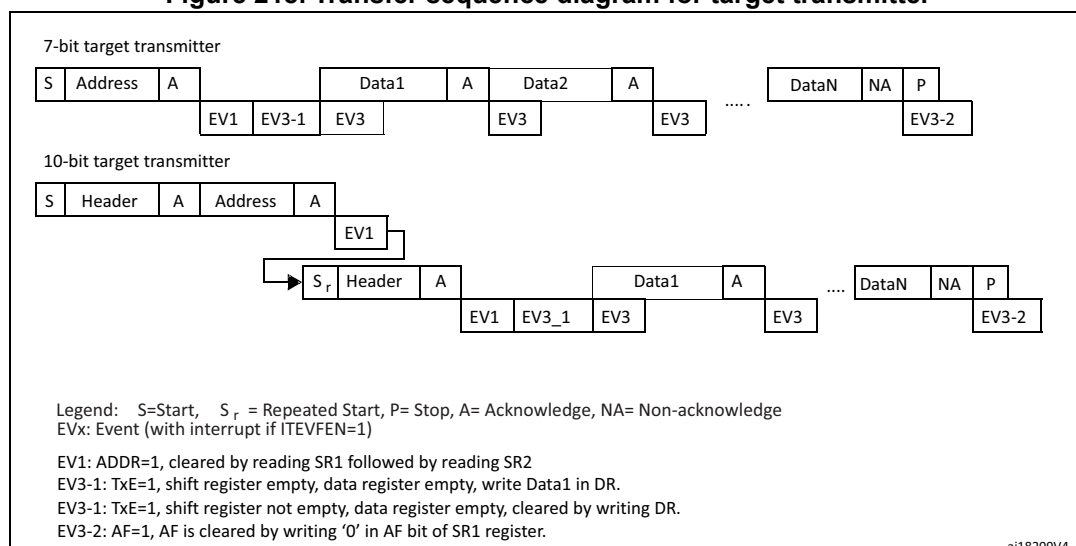 Figure 218. Transfer sequence diagram for target transmitter
7-bit target transmitter
S Address A Data1 A Data2 A ..... DataN NA P
EV1 EV3-1 EV3 EV3 EV3 EV3-2
10-bit target transmitter
S Header A Address A
EV1
S r Header A Data1 A .... DataN NA P
EV1 EV3_1 EV3 EV3 EV3-2
Legend: S=Start, S r = Repeated Start, P= Stop, A= Acknowledge, NA= Non-acknowledge
EVx: Event (with interrupt if ITEVFEN=1)
EV1: ADDR=1, cleared by reading SR1 followed by reading SR2
EV3-1: TxE=1, shift register empty, data register empty, write Data1 in DR.
EV3-1: TxE=1, shift register not empty, data register empty, cleared by writing DR.
EV3-2: AF=1, AF is cleared by writing ‘0’ in AF bit of SR1 register.
ai18209V4